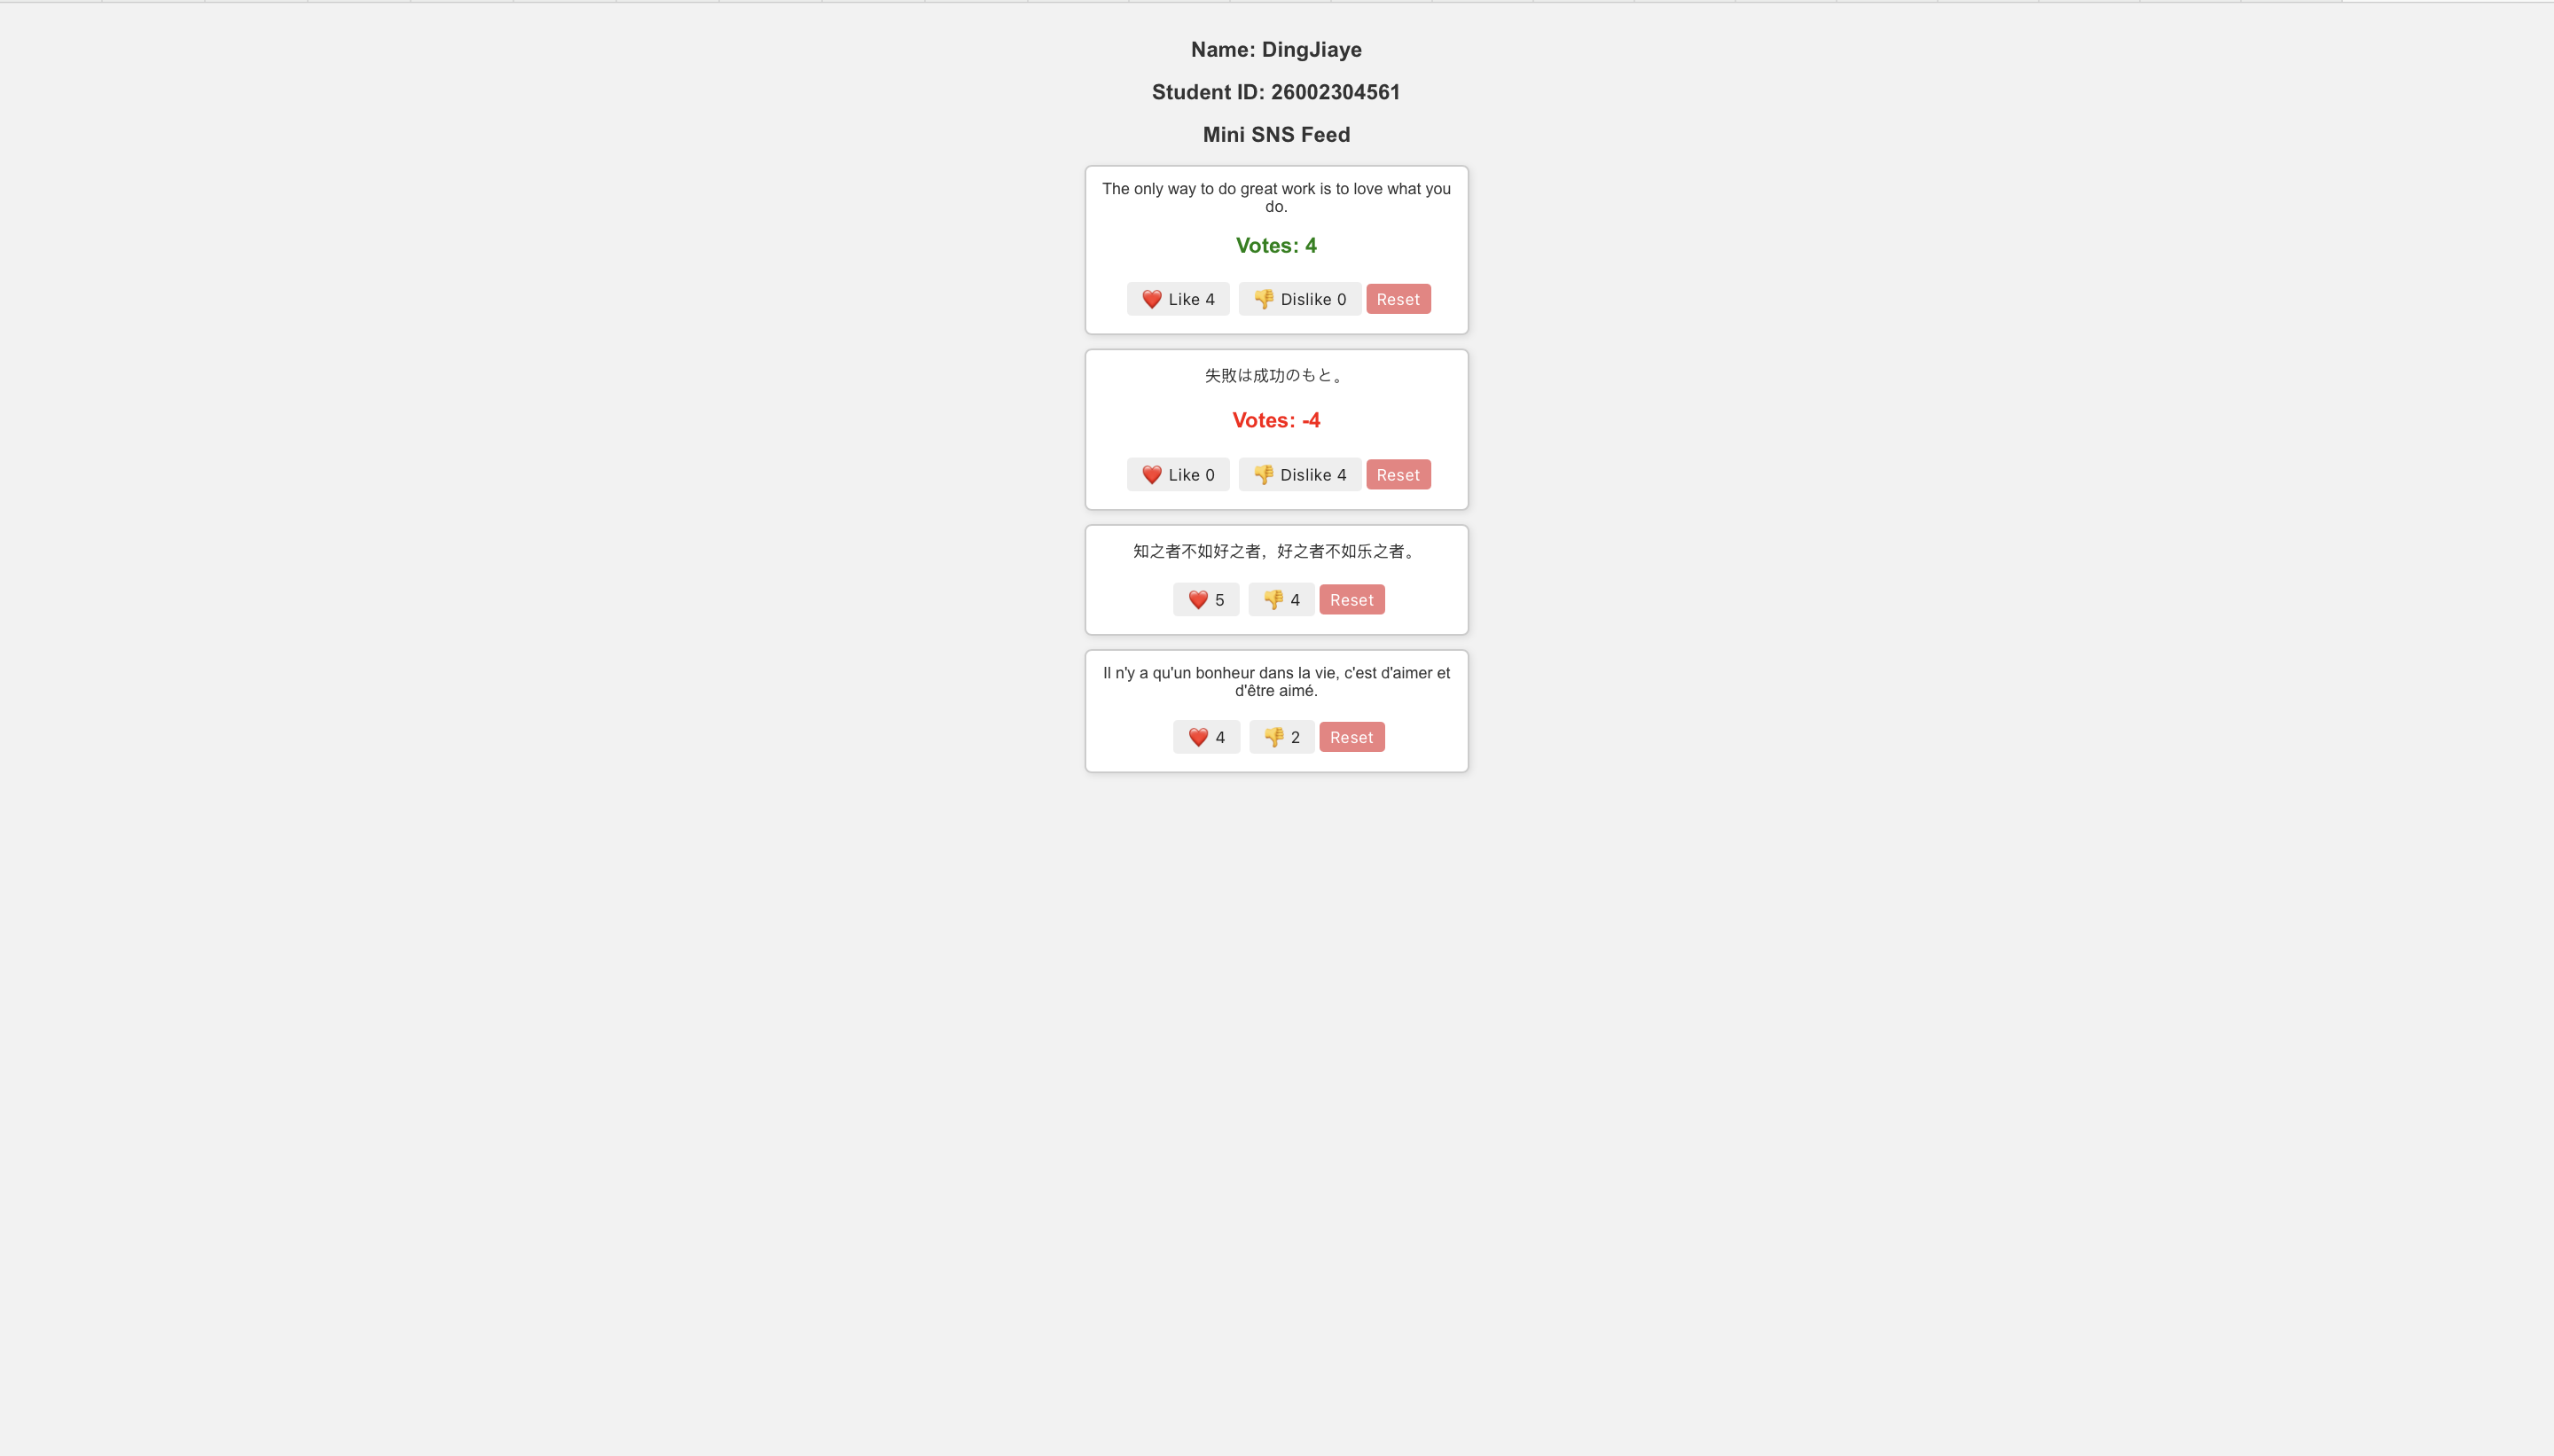 Name: DingJiaye
Student ID: 26002304561
Mini SNS Feed
The only way to do great work is to love what you
do.
Votes: 4
❤️ Like 4 👎 Dislike 0 Reset
失敗は成功のもと。
Votes: -4
❤️ Like 0 👎 Dislike 4 Reset
知之者不如好之者，好之者不如乐之者。
❤️ 5 👎 4 Reset
Il n'y a qu'un bonheur dans la vie, c'est d'aimer et
d'être aimé.
❤️ 4 👎 2 Reset